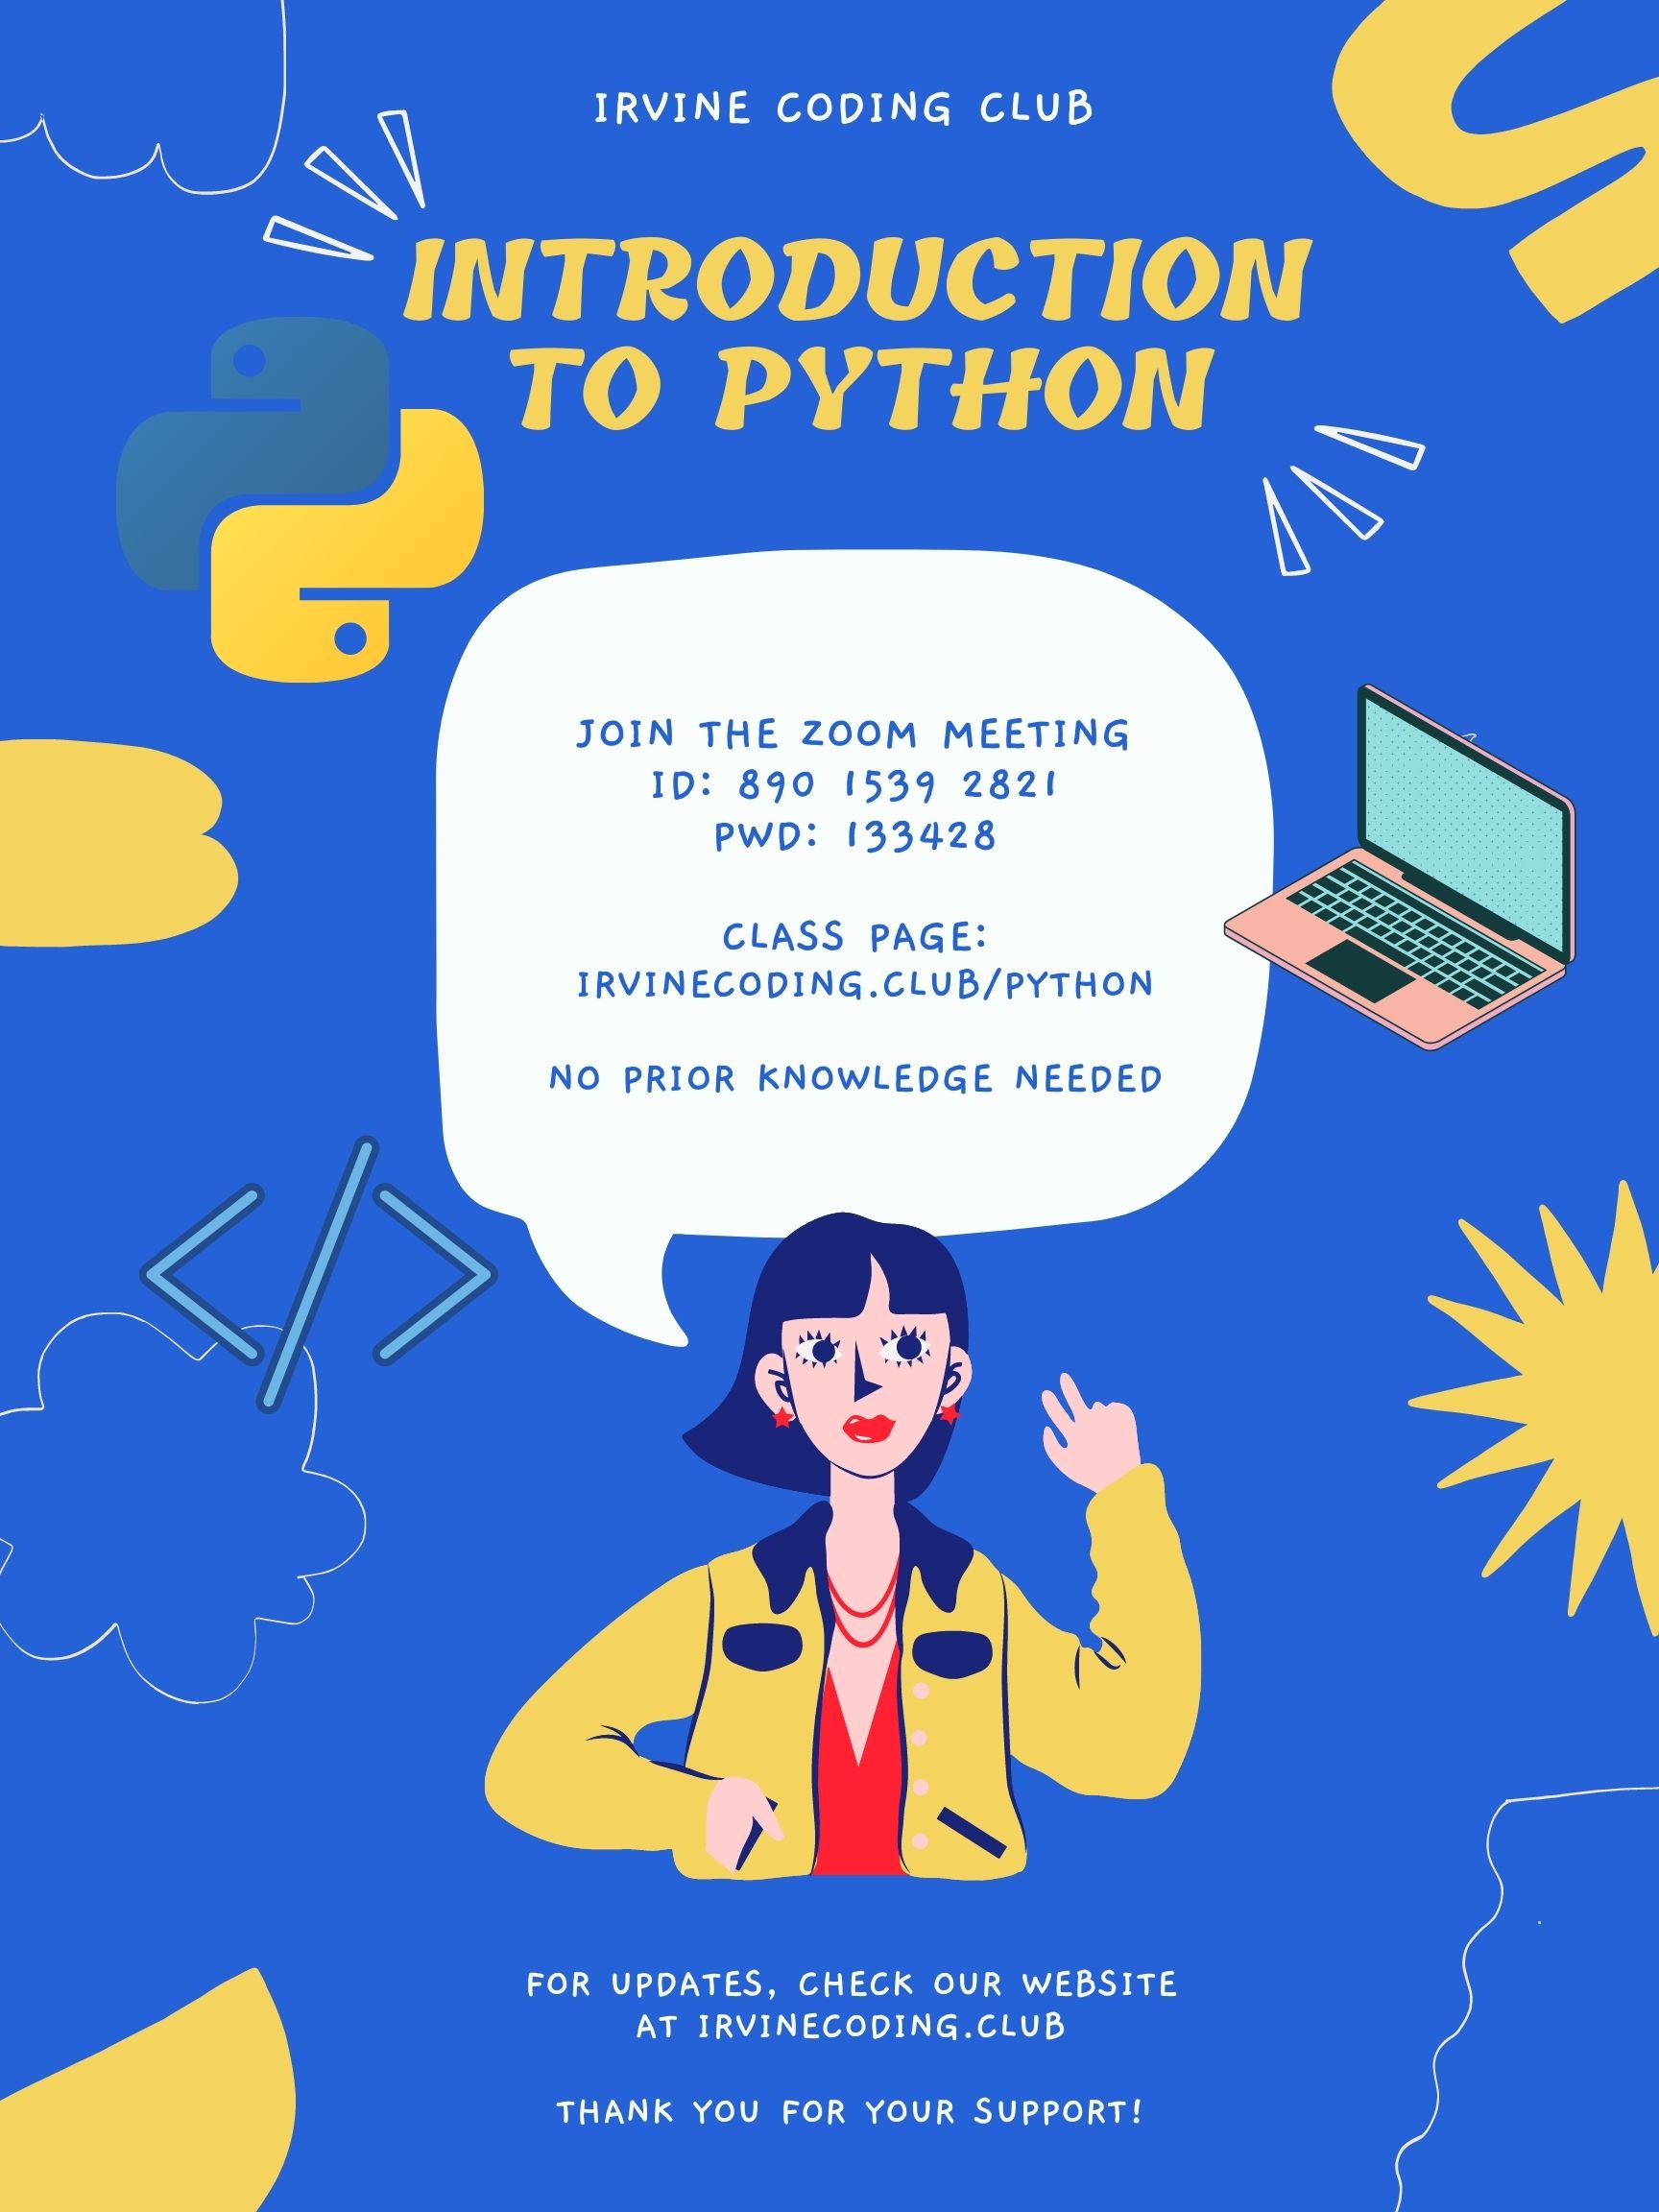 IRVINE CODING CLUB
INTRODUCTION
TO PYTHON
JOIN THE ZOOM MEETING
ID: 890 1539 2821
PWD: 133428
CLASS PAGE:
IRVINECODING.CLUB/PYTHON
NO PRIOR KNOWLEDGE NEEDED
FOR UPDATES, CHECK OUR WEBSITE
AT IRVINECODING.CLUB
THANK YOU FOR YOUR SUPPORT!